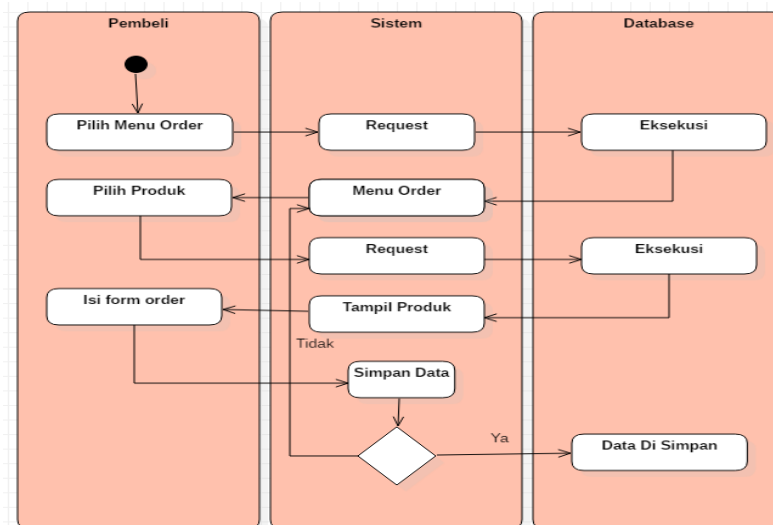 Pembeli
Sistem
Database
Pilih Menu Order
Request
Eksekusi
Pilih Produk
Menu Order
Request
Eksekusi
Isi form order
Tampil Produk
Tidak
Simpan Data
Ya
Data Di Simpan